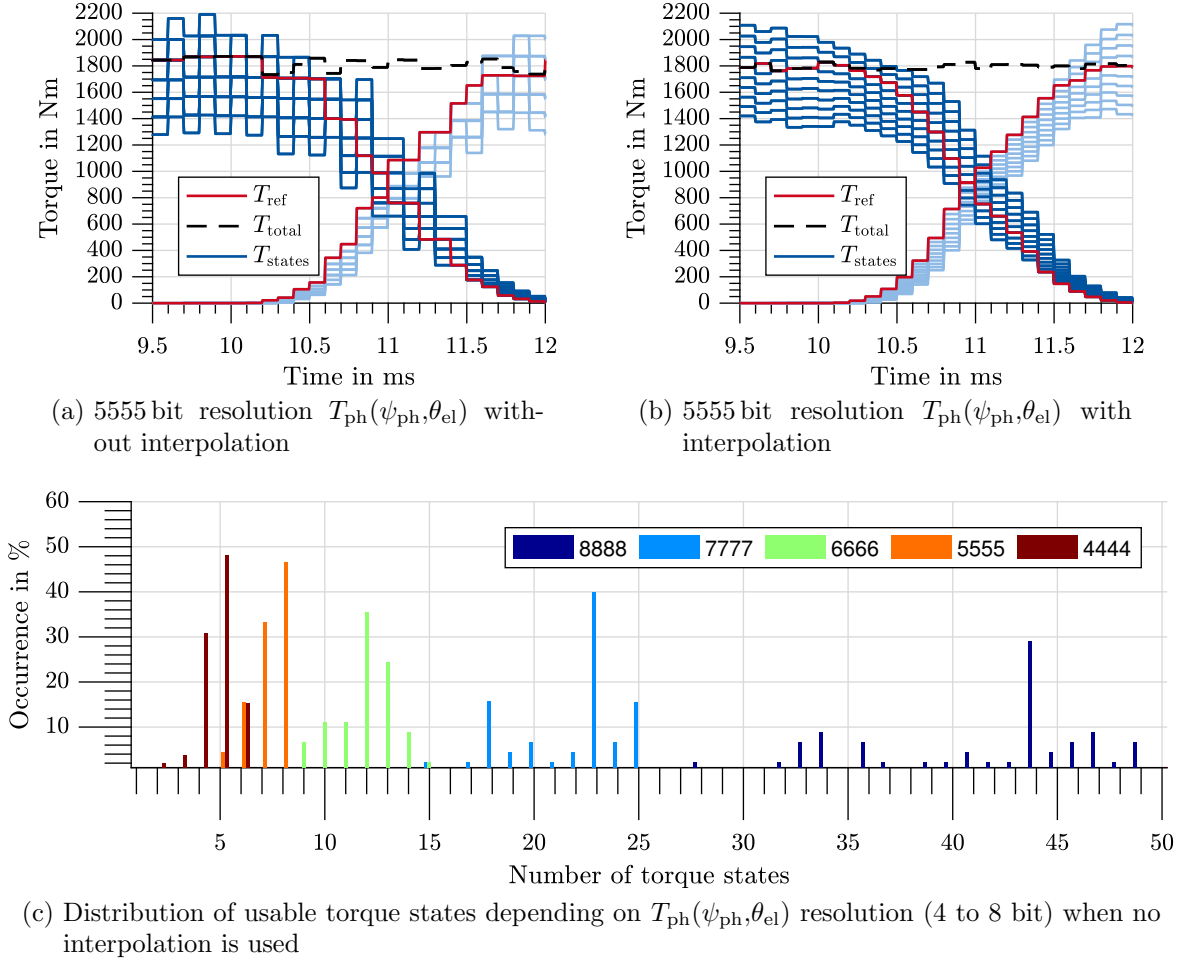 2200
2000
1800
1600
1400
1200
1000
800
600
400
200
0
Torque in Nm
T_ref
T_total
T_states
9.5 10 10.5 11 11.5 12
Time in ms
(a) 5555 bit resolution T_ph(ψ_ph,θ_el) with-
out interpolation
2200
2000
1800
1600
1400
1200
1000
800
600
400
200
0
Torque in Nm
T_ref
T_total
T_states
9.5 10 10.5 11 11.5 12
Time in ms
(b) 5555 bit resolution T_ph(ψ_ph,θ_el) with
interpolation
60
50
40
30
20
10
Occurrence in %
8888 7777 6666 5555 4444
5 10 15 20 25 30 35 40 45 50
Number of torque states
(c) Distribution of usable torque states depending on T_ph(ψ_ph,θ_el) resolution (4 to 8 bit) when no
interpolation is used